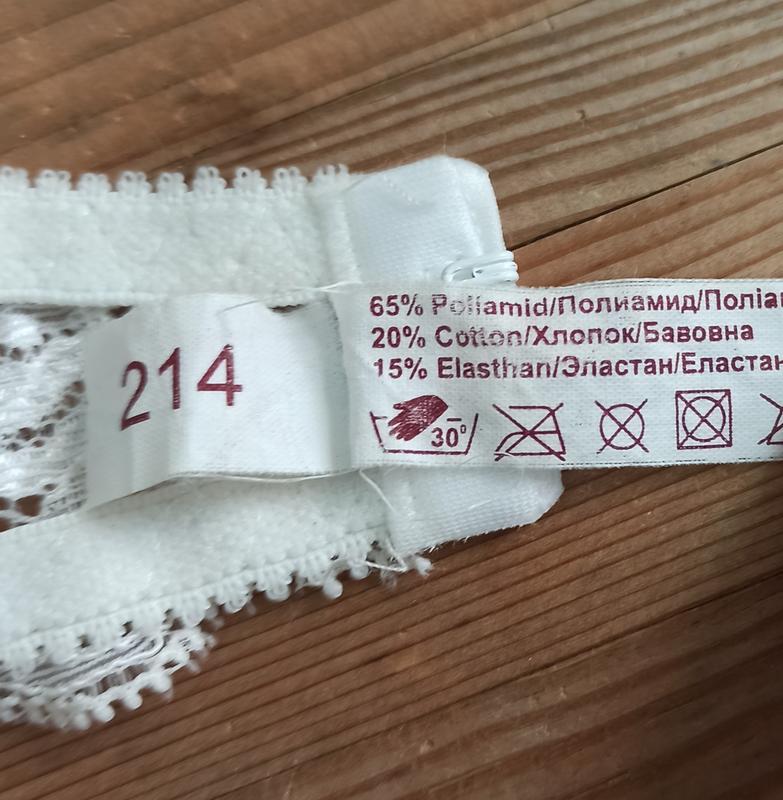 214
65% Poliamid/Полиамид/Поліа
20% Cotton/Хлопок/Бавовна
15% Elasthan/Эластан/Еластан
30°